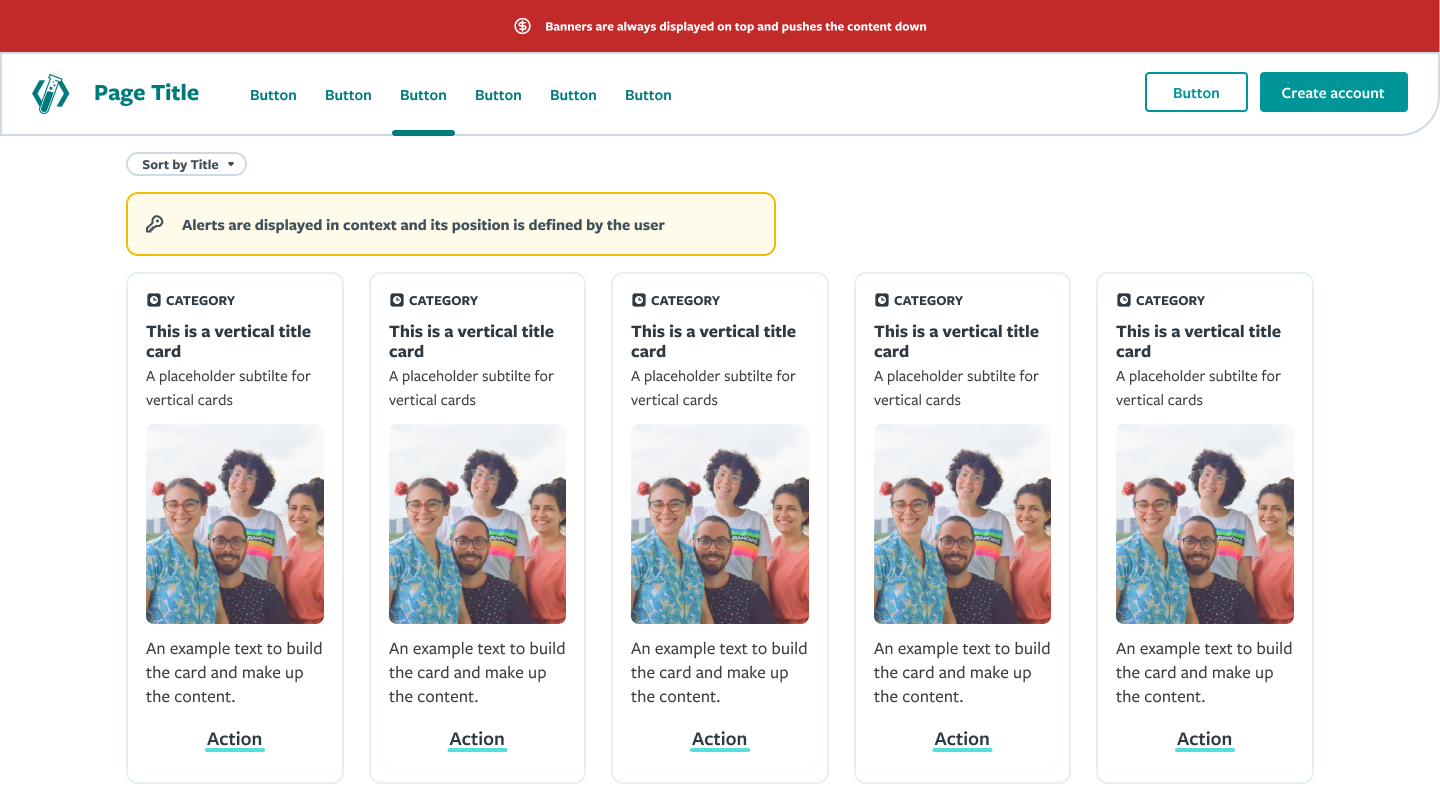 Banners are always displayed on top and pushes the content down
Page Title
Button
Button
Button
Button
Button
Button
Button
Create account
Sort by Title
Alerts are displayed in context and its position is defined by the user
CATEGORY
This is a vertical title
card
A placeholder subtilte for
vertical cards
An example text to build
the card and make up
the content.
Action
CATEGORY
This is a vertical title
card
A placeholder subtilte for
vertical cards
An example text to build
the card and make up
the content.
Action
CATEGORY
This is a vertical title
card
A placeholder subtilte for
vertical cards
An example text to build
the card and make up
the content.
Action
CATEGORY
This is a vertical title
card
A placeholder subtilte for
vertical cards
An example text to build
the card and make up
the content.
Action
CATEGORY
This is a vertical title
card
A placeholder subtilte for
vertical cards
An example text to build
the card and make up
the content.
Action